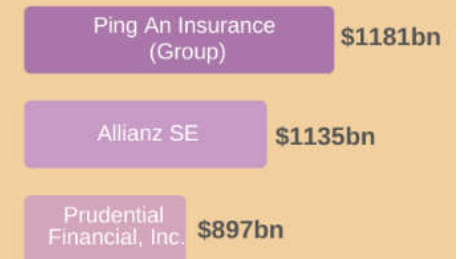 Ping An Insurance
(Group)
$1181bn
Allianz SE
$1135bn
Prudential
Financial, Inc.
$897bn